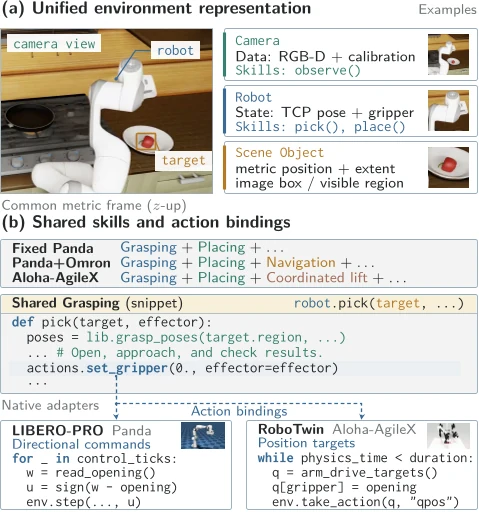 (a) Unified environment representation
Examples
camera view
robot
target
Camera
Data: RGB-D + calibration
Skills: observe()
Robot
State: TCP pose + gripper
Skills: pick(), place()
Scene Object
metric position + extent
image box / visible region
Common metric frame (z-up)
(b) Shared skills and action bindings
Fixed Panda Grasping + Placing + ...
Panda+Omron Grasping + Placing + Navigation + ...
Aloha-AgileX Grasping + Placing + Coordinated lift + ...
Shared Grasping (snippet) robot.pick(target, ...)
def pick(target, effector):
poses = lib.grasp_poses(target.region, ...)
... # Open, approach, and check results.
actions.set_gripper(0., effector=effector)
...
Native adapters
Action bindings
LIBERO-PRO Panda
Directional commands
for _ in control_ticks:
w = read_opening()
u = sign(w - opening)
env.step(..., u)
RoboTwin Aloha-AgileX
Position targets
while physics_time < duration:
q = arm_drive_targets()
q[gripper] = opening
env.take_action(q, "qpos")